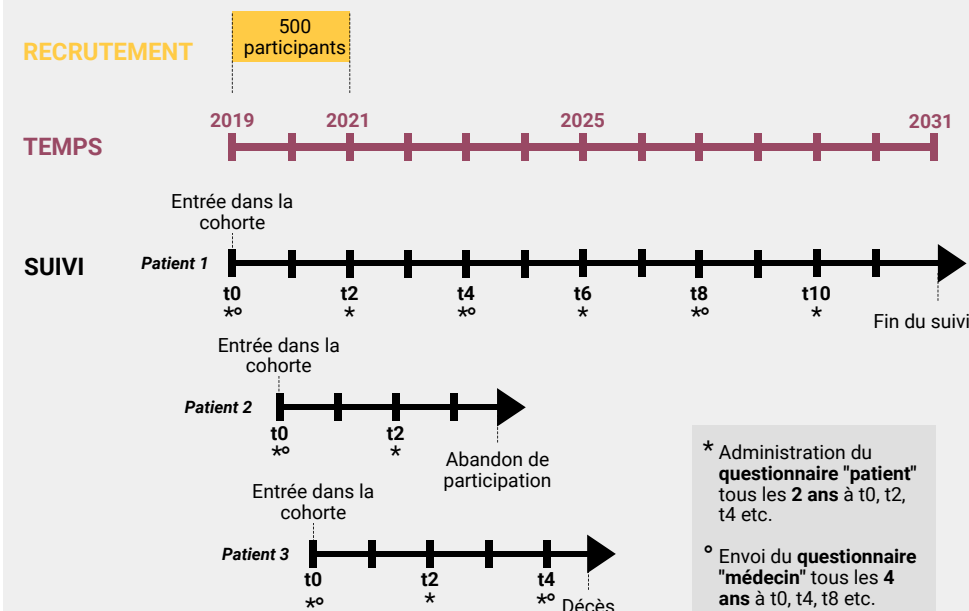 500
participants
RECRUTEMENT
2019 2021 2025 2031
TEMPS
Entrée dans la
cohorte
SUIVI
Patient 1
t0 t2 t4 t6 t8 t10
*° * *° * *° *
Fin du suivi
Entrée dans la
cohorte
Patient 2
t0 t2
*° *
Abandon de
participation
Entrée dans la
cohorte
Patient 3
t0 t2 t4
*° * *°
Décès
* Administration du
questionnaire "patient"
tous les 2 ans à t0, t2,
t4 etc.
° Envoi du questionnaire
"médecin" tous les 4
ans à t0, t4, t8 etc.